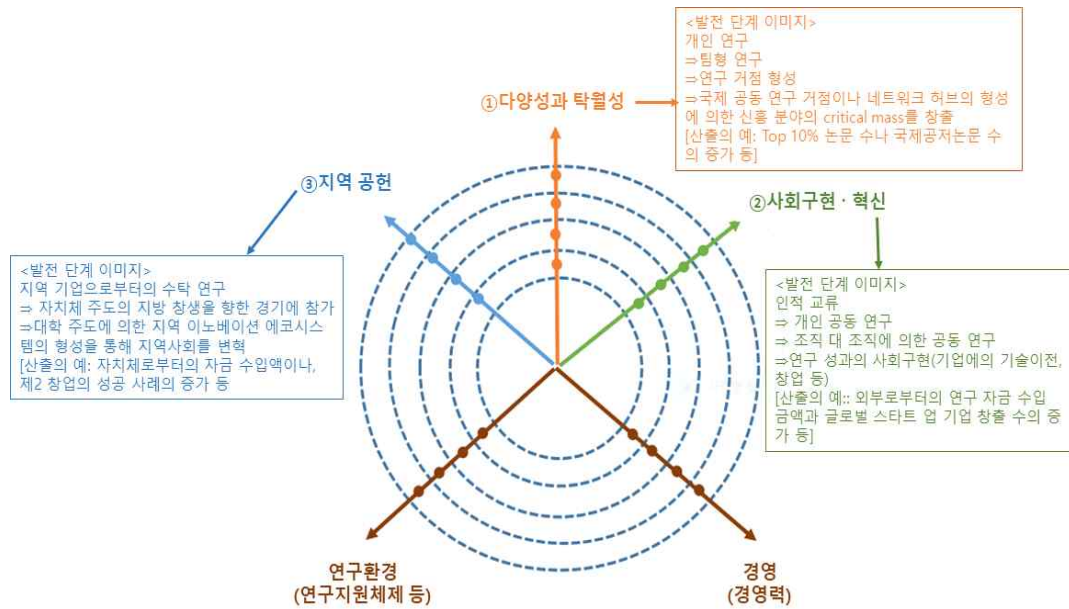 <발전 단계 이미지>
개인 연구
⇒팀형 연구
⇒연구 거점 형성
⇒국제 공동 연구 거점이나 네트워크 허브의 형성
에 의한 신흥 분야의 critical mass를 창출
[산출의 예: Top 10% 논문 수나 국제공저논문 수
의 증가 등]
①다양성과 탁월성
③지역 공헌
②사회구현 · 혁신
<발전 단계 이미지>
지역 기업으로부터의 수탁 연구
⇒ 자치체 주도의 지방 창생을 향한 경기에 참가
⇒대학 주도에 의한 지역 이노베이션 에코시스
템의 형성을 통해 지역사회를 변혁
[산출의 예: 자치체로부터의 자금 수입액이나,
제2 창업의 성공 사례의 증가 등
<발전 단계 이미지>
인적 교류
⇒ 개인 공동 연구
⇒ 조직 대 조직에 의한 공동 연구
⇒연구 성과의 사회구현(기업에의 기술이전,
창업 등)
[산출의 예:: 외부로부터의 연구 자금 수입
금액과 글로벌 스타트 업 기업 창출 수의 증
가 등]
연구환경
(연구지원체제 등)
경영
(경영력)